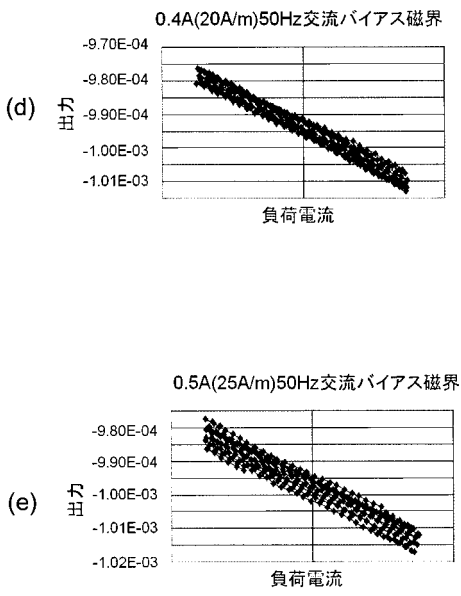 0.4A(20A/m)50Hz交流バイアス磁界
-9.70E-04
-9.80E-04
-9.90E-04
-1.00E-03
-1.01E-03
(d)
出力
負荷電流
0.5A(25A/m)50Hz交流バイアス磁界
-9.80E-04
-9.90E-04
-1.00E-03
-1.01E-03
-1.02E-03
(e)
出力
負荷電流